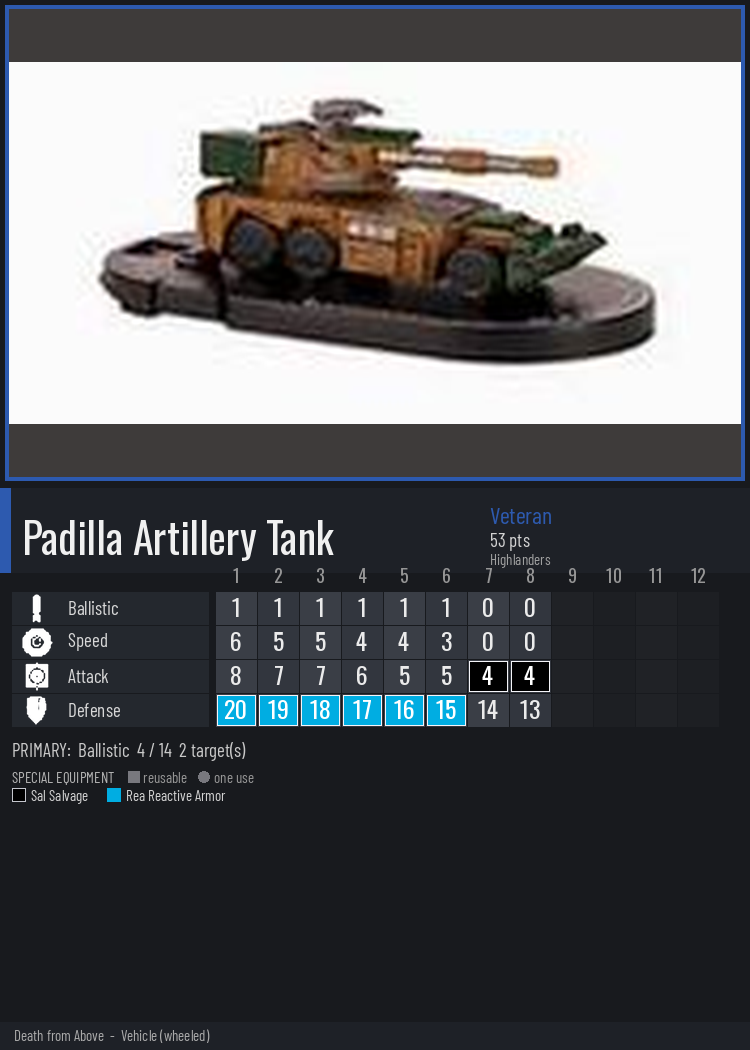 Padilla Artillery Tank
Veteran
53 pts
Highlanders
1 2 3 4 5 6 7 8 9 10 11 12
Ballistic 1 1 1 1 1 1 0 0
Speed 6 5 5 4 4 3 0 0
Attack 8 7 7 6 5 5 4 4
Defense 20 19 18 17 16 15 14 13
PRIMARY: Ballistic 4 / 14 2 target(s)
SPECIAL EQUIPMENT reusable one use
Sal Salvage Rea Reactive Armor
Death from Above - Vehicle (wheeled)